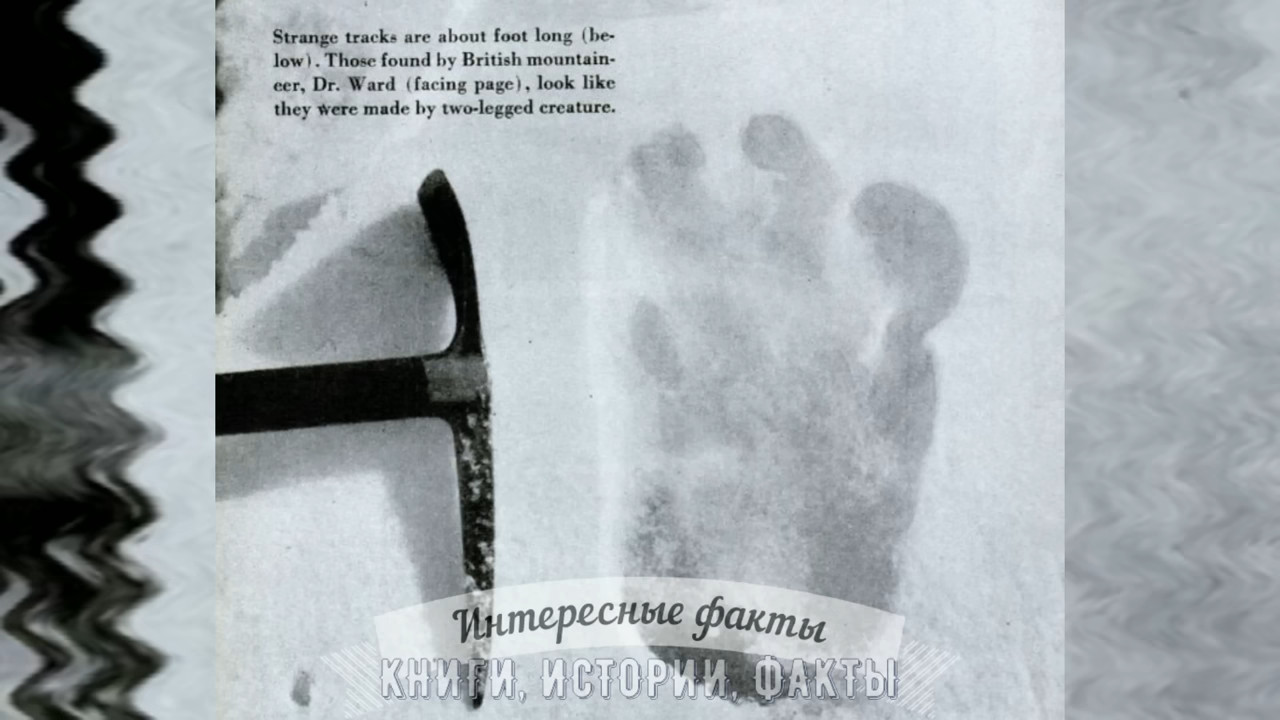 Strange tracks are about foot long (be-
low). Those found by British mountain-
eer, Dr. Ward (facing page), look like
they were made by two-legged creature.
Интересные факты
КНИГИ, ИСТОРИИ, ФАКТЫ